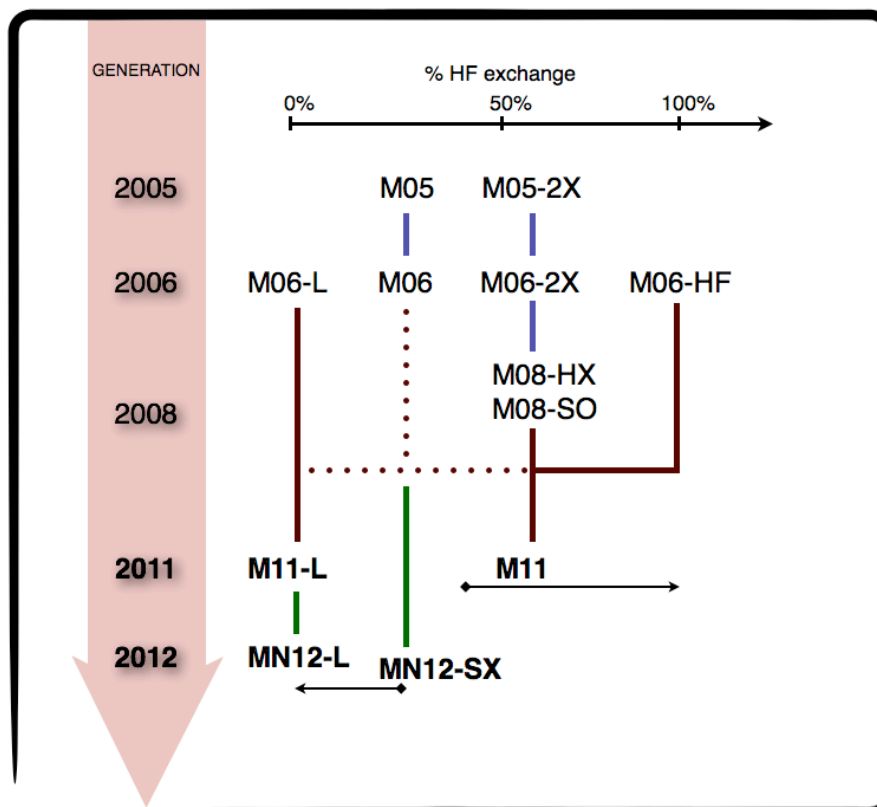 GENERATION
% HF exchange
0% 50% 100%
2005 M05 M05-2X
2006 M06-L M06 M06-2X M06-HF
M08-HX
2008 M08-SO
2011 M11-L M11
2012 MN12-L MN12-SX